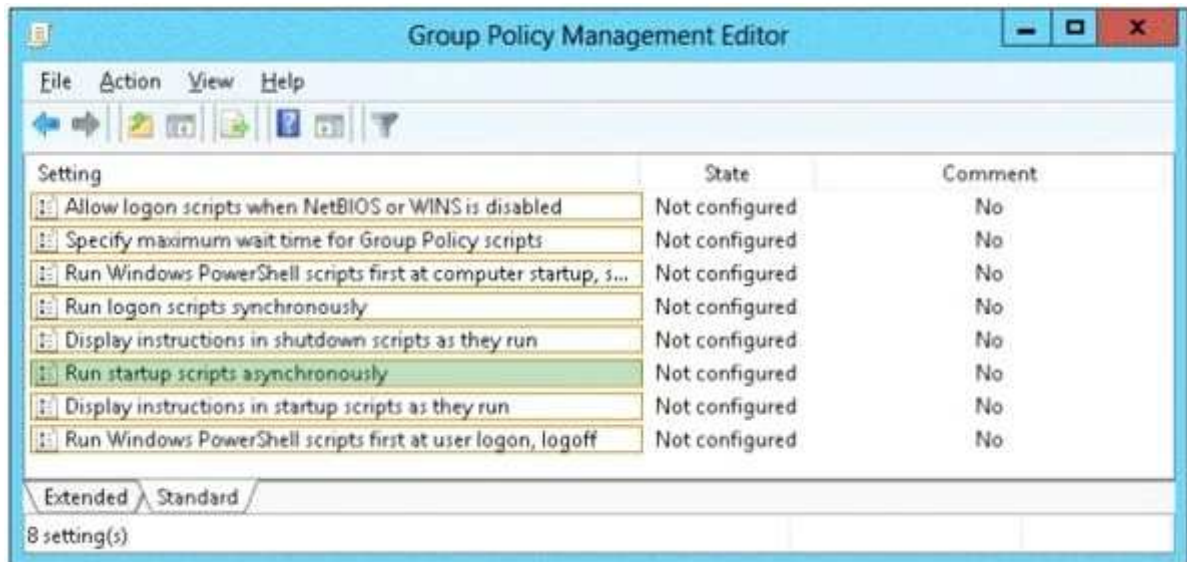 Group Policy Management Editor
File Action View Help
Setting State Comment
Allow logon scripts when NetBIOS or WINS is disabled Not configured No
Specify maximum wait time for Group Policy scripts Not configured No
Run Windows PowerShell scripts first at computer startup, s... Not configured No
Run logon scripts synchronously Not configured No
Display instructions in shutdown scripts as they run Not configured No
Run startup scripts asynchronously Not configured No
Display instructions in startup scripts as they run Not configured No
Run Windows PowerShell scripts first at user logon, logoff Not configured No
Extended Standard
8 setting(s)